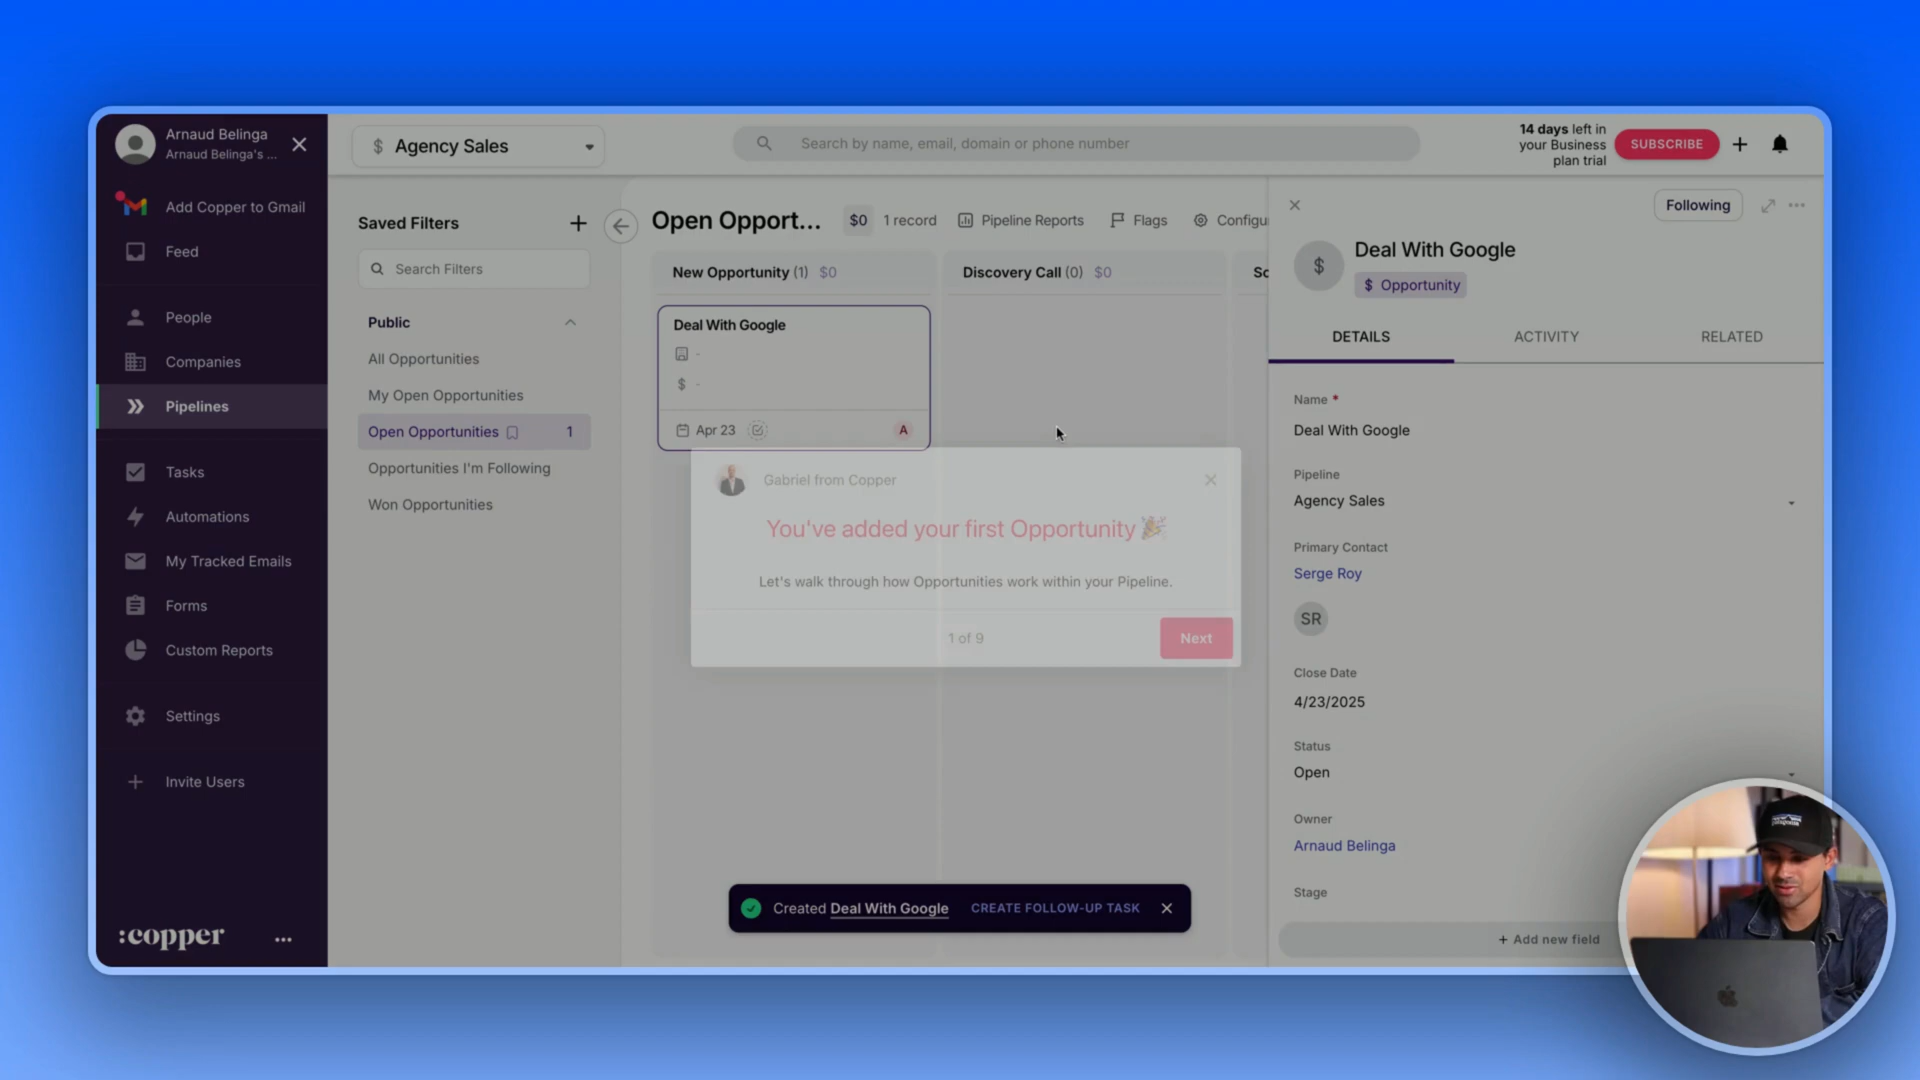 Arnaud Belinga
Arnaud Belinga's ...
Add Copper to Gmail
Feed
People
Companies
Pipelines
Tasks
Automations
My Tracked Emails
Forms
Custom Reports
Settings
Invite Users
:copper
$ Agency Sales
Search by name, email, domain or phone number
14 days left in
your Business
plan trial
SUBSCRIBE
Saved Filters
Search Filters
Public
All Opportunities
My Open Opportunities
Open Opportunities 1
Opportunities I'm Following
Won Opportunities
Open Opport... $0 1 record Pipeline Reports Flags Configu
New Opportunity (1) $0
Discovery Call (0) $0
Sc
Deal With Google
-
$ -
Apr 23
A
Gabriel from Copper
You've added your first Opportunity
Let's walk through how Opportunities work within your Pipeline.
1 of 9
Next
Created Deal With Google CREATE FOLLOW-UP TASK
Following
$
Deal With Google
$ Opportunity
DETAILS ACTIVITY RELATED
Name *
Deal With Google
Pipeline
Agency Sales
Primary Contact
Serge Roy
SR
Close Date
4/23/2025
Status
Open
Owner
Arnaud Belinga
Stage
+ Add new field